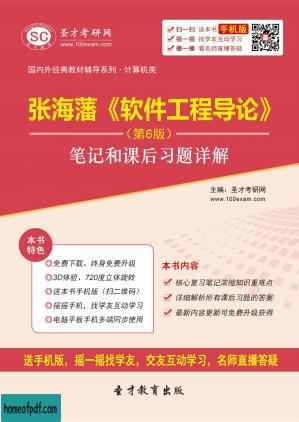 SC
圣才考研网
www.100xuexi.com
扫一扫 送本书手机版
摇一摇 找学友互动学习
播一播 看名师直播答疑
国内外经典教材辅导系列·计算机类
张海藩《软件工程导论》
(第6版)
笔记和课后习题详解
主编:圣才考研网
www.100exam.com
本书特色
免费下载、终身免费升级
3D体验,720度立体旋转
送本书手机版(扫二维码)
摇摇手机,找学友互动学习
电脑平板手机多端同步使用
本书内容
核心复习笔记浓缩知识重难点
详细解析所有课后习题的答案
最新内容更新可免费升级获得
送手机版,摇一摇找学友,交友互动学习,名师直播答疑
圣才教育出版
homeofpdf.com
homeofpdf.com